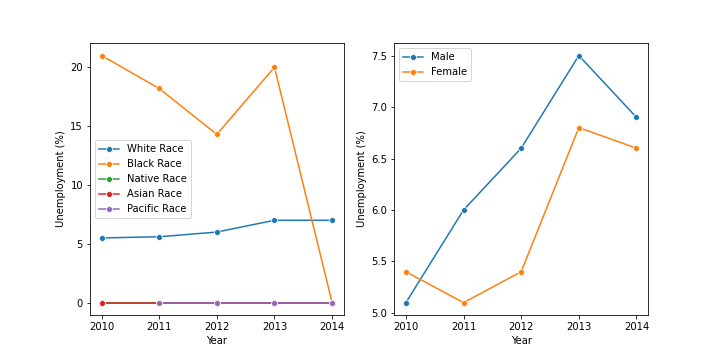 Unemployment (%)
20
15
10
5
0
White Race
Black Race
Native Race
Asian Race
Pacific Race
2010 2011 2012 2013 2014
Year
Unemployment (%)
7.5
7.0
6.5
6.0
5.5
5.0
Male
Female
2010 2011 2012 2013 2014
Year